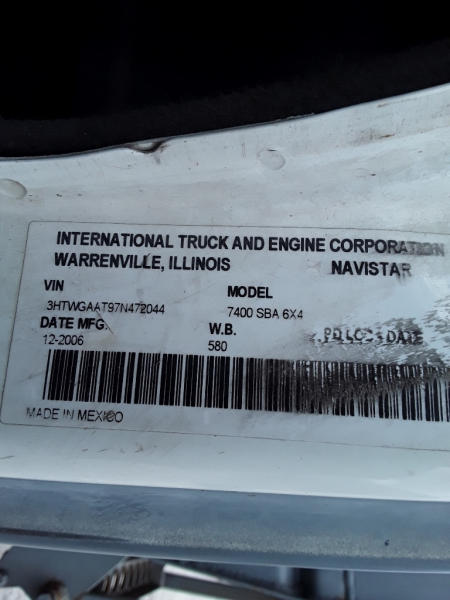 INTERNATIONAL TRUCK AND ENGINE CORPORATION
WARRENVILLE, ILLINOIS NAVISTAR
VIN MODEL
3HTWGAAT97N472044 7400 SBA 6X4
DATE MFG. W.B.
12-2006 580 DATE
MADE IN MEXICO